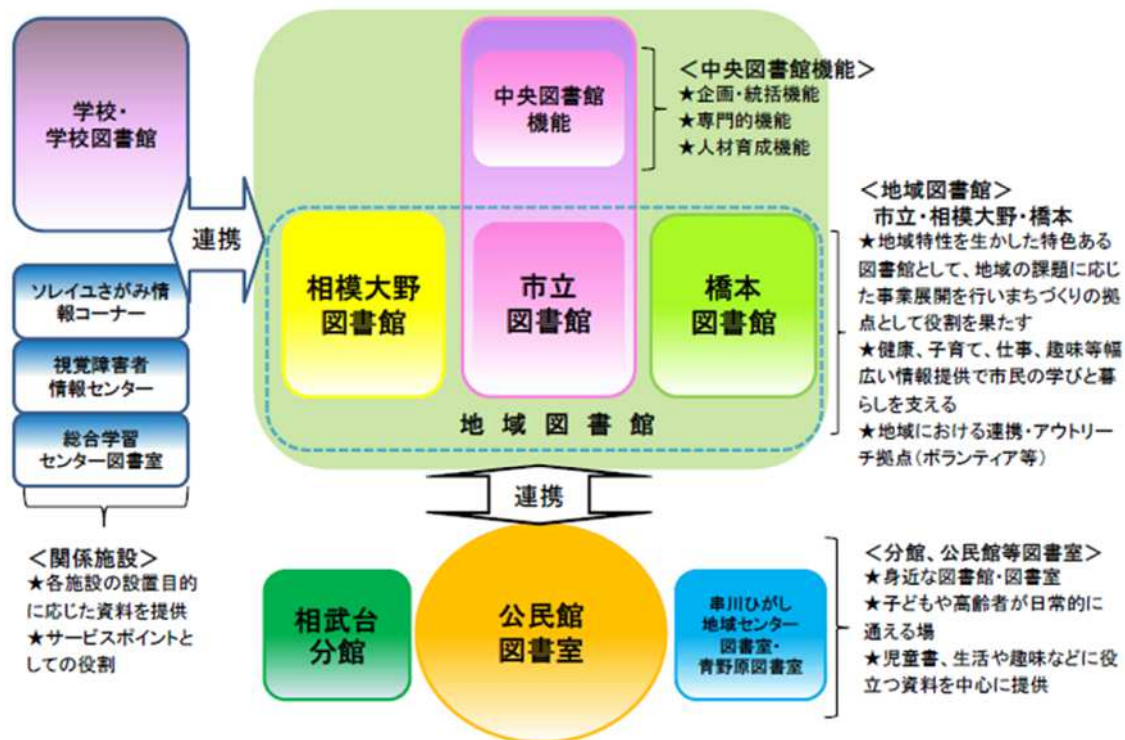 学校・
学校図書館
連携
ソレイユさがみ情
報コーナー
視覚障害者
情報センター
総合学習
センター図書室
＜関係施設＞
★各施設の設置目的
に応じた資料を提供
★サービスポイントと
しての役割
中央図書館
機能
＜中央図書館機能＞
★企画・統括機能
★専門的機能
★人材育成機能
相模大野
図書館
市立
図書館
橋本
図書館
地域図書館
＜地域図書館＞
市立・相模大野・橋本
★地域特性を生かした特色ある
図書館として、地域の課題に応じ
た事業展開を行いまちづくりの拠
点として役割を果たす
★健康、子育て、仕事、趣味等幅
広い情報提供で市民の学びと暮
らしを支える
★地域における連携・アウトリー
チ拠点(ボランティア等)
連携
相武台
分館
公民館
図書室
串川ひがし
地域センター
図書室・
青野原図書室
＜分館、公民館等図書室＞
★身近な図書館・図書室
★子どもや高齢者が日常的に
通える場
★児童書、生活や趣味などに役
立つ資料を中心に提供